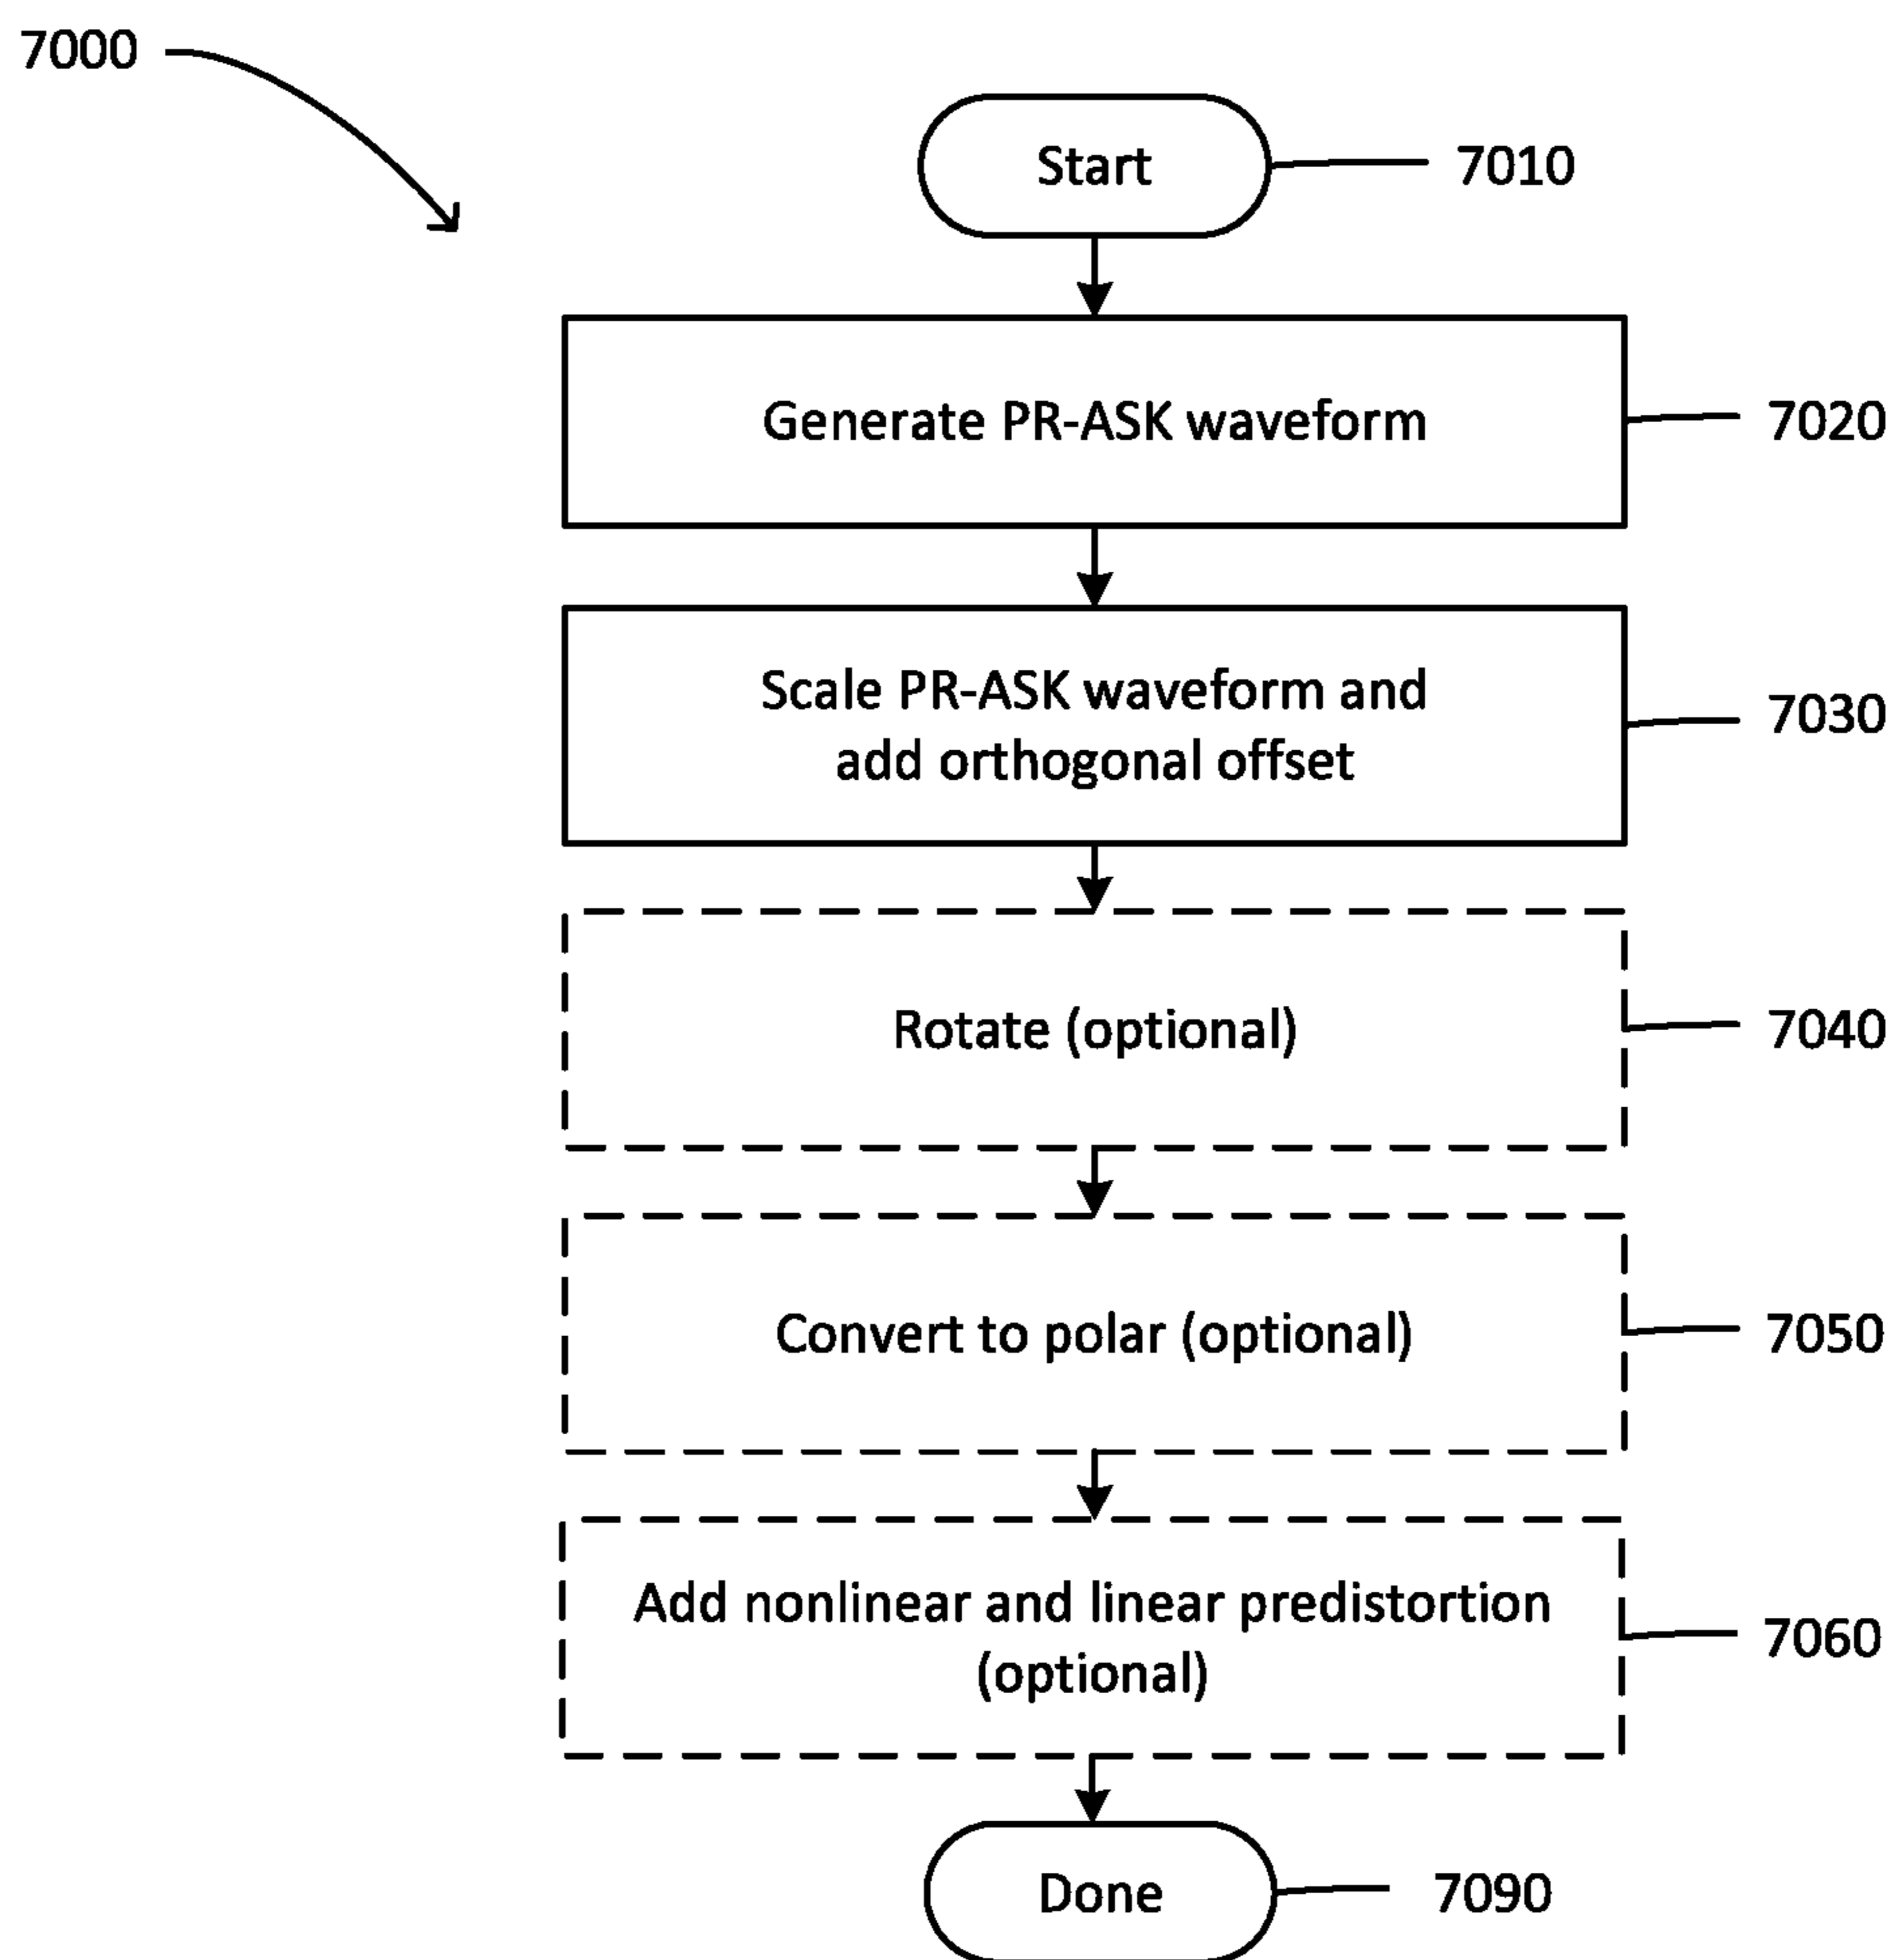 7000
Start
7010
Generate PR-ASK waveform
7020
Scale PR-ASK waveform and
add orthogonal offset
7030
Rotate (optional)
7040
Convert to polar (optional)
7050
Add nonlinear and linear predistortion
(optional)
7060
Done
7090